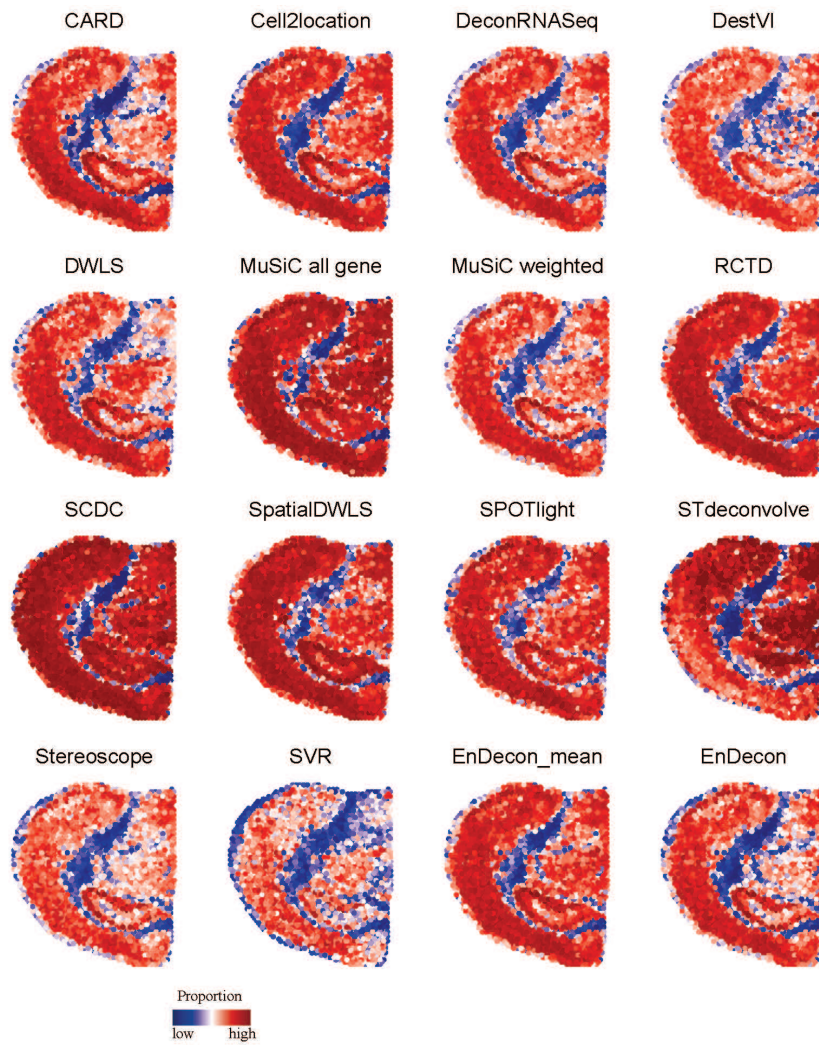 CARD Cell2location DeconRNASeq DestVI
DWLS MuSiC all gene MuSiC weighted RCTD
SCDC SpatialDWLS SPOTlight STdeconvolve
Stereoscope SVR EnDecon_mean EnDecon
Proportion
low high